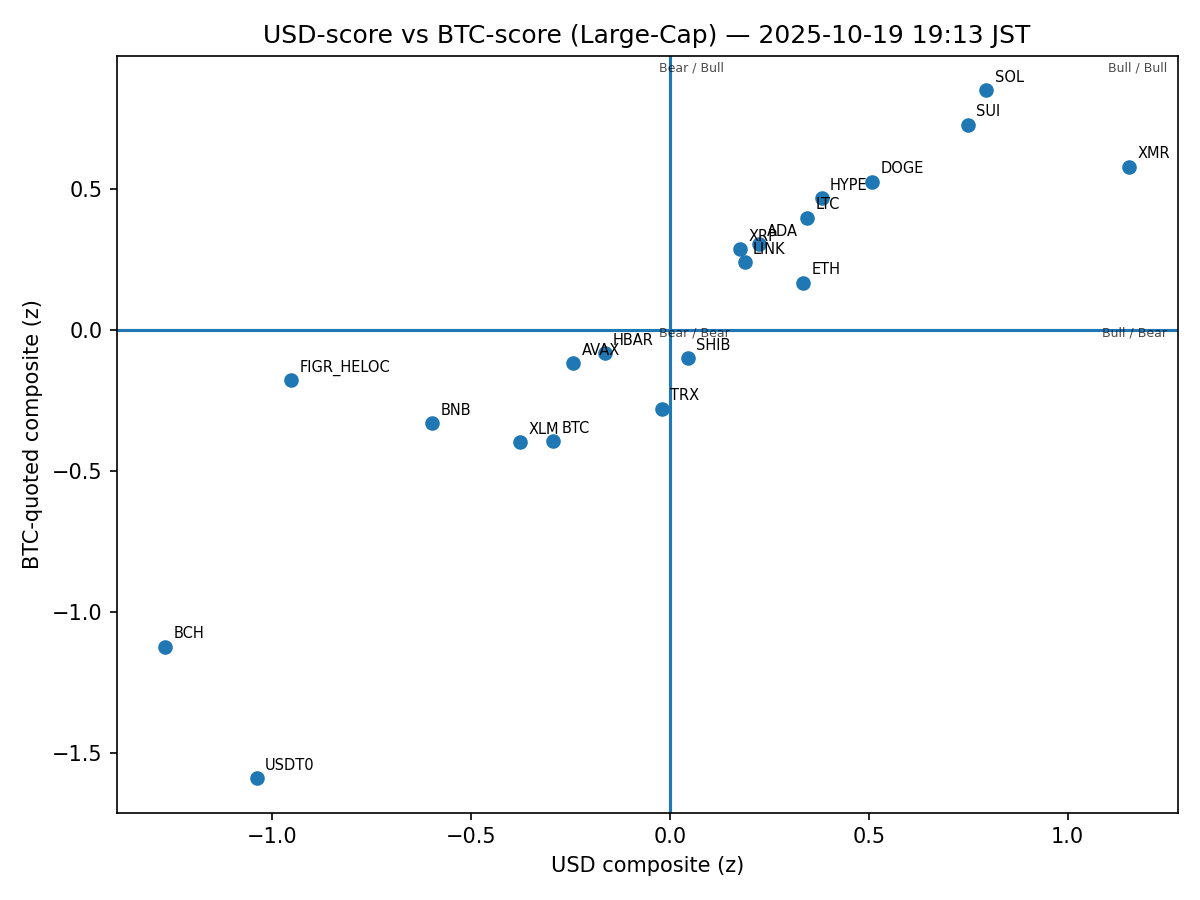 USD-score vs BTC-score (Large-Cap) — 2025-10-19 19:13 JST
Bear / Bull
Bull / Bull
SOL
SUI
XMR
DOGE
HYPE
LTC
ADA
XRP
LINK
ETH
Bear / Bear
Bull / Bear
HBAR
SHIB
AVAX
FIGR_HELOC
TRX
BNB
XLM
BTC
BCH
USDT0
0.5
0.0
−0.5
−1.0
−1.5
BTC-quoted composite (z)
−1.0
−0.5
0.0
0.5
1.0
USD composite (z)